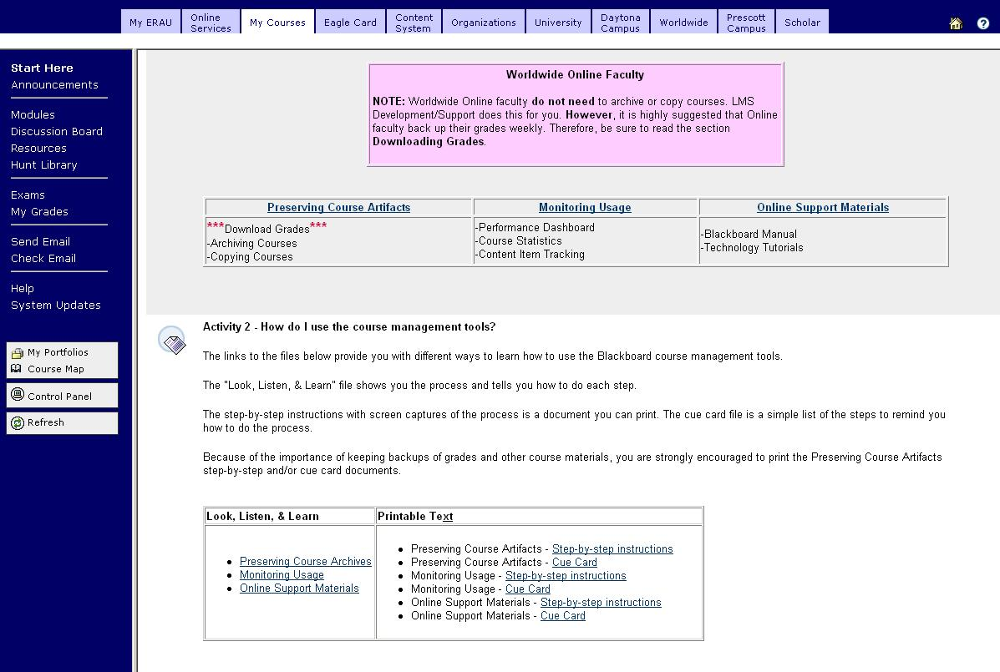 My ERAU
Online Services
My Courses
Eagle Card
Content System
Organizations
University
Daytona Campus
Worldwide
Prescott Campus
Scholar
?
Start Here
Announcements
Modules
Discussion Board
Resources
Hunt Library
Exams
My Grades
Send Email
Check Email
Help
System Updates
My Portfolios
Course Map
Control Panel
Refresh
Worldwide Online Faculty
NOTE: Worldwide Online faculty do not need to archive or copy courses. LMS
Development/Support does this for you. However, it is highly suggested that Online
faculty back up their grades weekly. Therefore, be sure to read the section
Downloading Grades.
Preserving Course Artifacts
***Download Grades***
-Archiving Courses
-Copying Courses
Monitoring Usage
-Performance Dashboard
-Course Statistics
-Content Item Tracking
Online Support Materials
-Blackboard Manual
-Technology Tutorials
Activity 2 - How do I use the course management tools?
The links to the files below provide you with different ways to learn how to use the Blackboard course management tools.
The "Look, Listen, & Learn" file shows you the process and tells you how to do each step.
The step-by-step instructions with screen captures of the process is a document you can print. The cue card file is a simple list of the steps to remind you
how to do the process.
Because of the importance of keeping backups of grades and other course materials, you are strongly encouraged to print the Preserving Course Artifacts
step-by-step and/or cue card documents.
Look, Listen, & Learn
Preserving Course Archives
Monitoring Usage
Online Support Materials
Printable Text
Preserving Course Artifacts - Step-by-step instructions
Preserving Course Artifacts - Cue Card
Monitoring Usage - Step-by-step instructions
Monitoring Usage - Cue Card
Online Support Materials - Step-by-step instructions
Online Support Materials - Cue Card